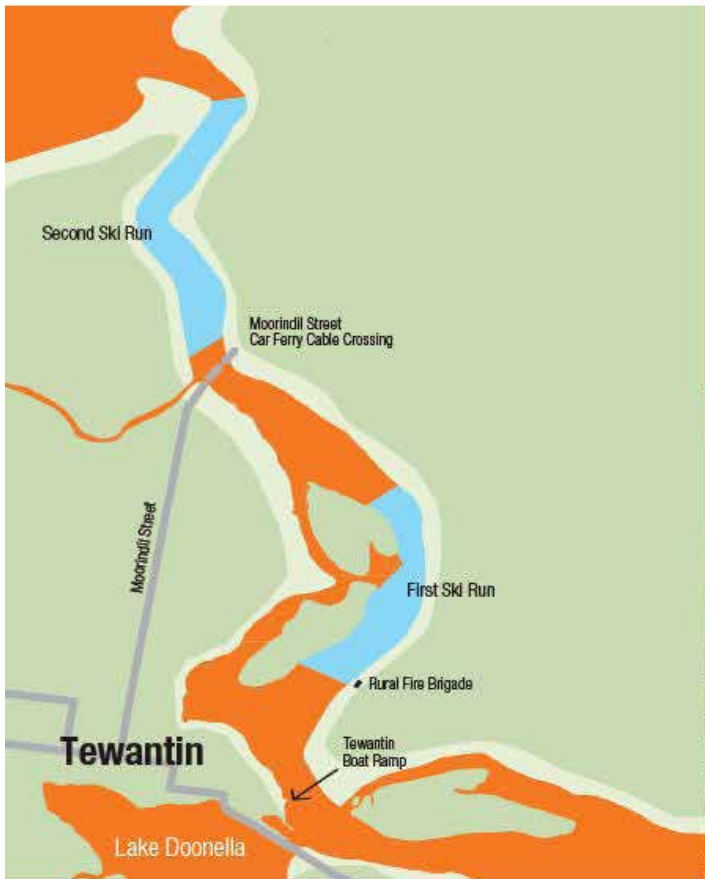 Second Ski Run
Moorindil Street
Car Ferry Cable Crossing
Moorindil Street
First Ski Run
Rural Fire Brigade
Tewantin
Tewantin
Boat Ramp
Lake Doonella